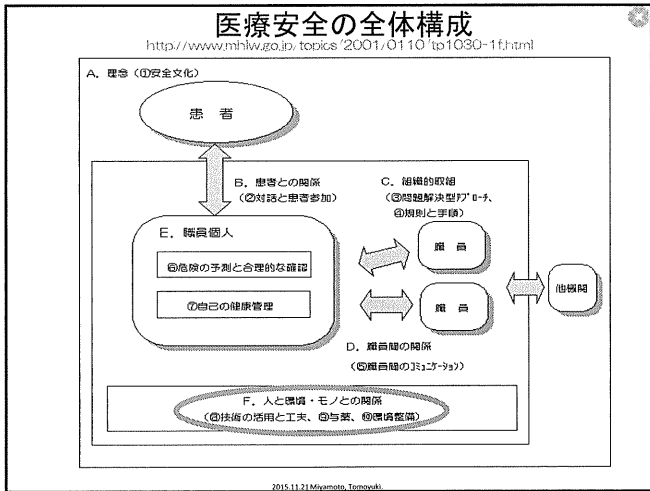 医療安全の全体構成
http://www.mhlw.go.jp/topics/2001/0110/tp1030-1f.html
A．理念（①安全文化）
患　者
B．患者との関係
（②対話と患者参加）
C．組織的取組
（③問題解決型ｱﾌﾟﾛｰﾁ、
④規則と手順）
E．職員個人
⑥危険の予測と合理的な確認
⑦自己の健康管理
職　員
職　員
他機関
D．職員間の関係
（⑤職員間のｺﾐｭﾆｹｰｼｮﾝ）
F．人と環境・モノとの関係
（⑧技術の活用と工夫、⑨与薬、⑩環境整備）
2015.11.21 Miyamoto, Tomoyuki.